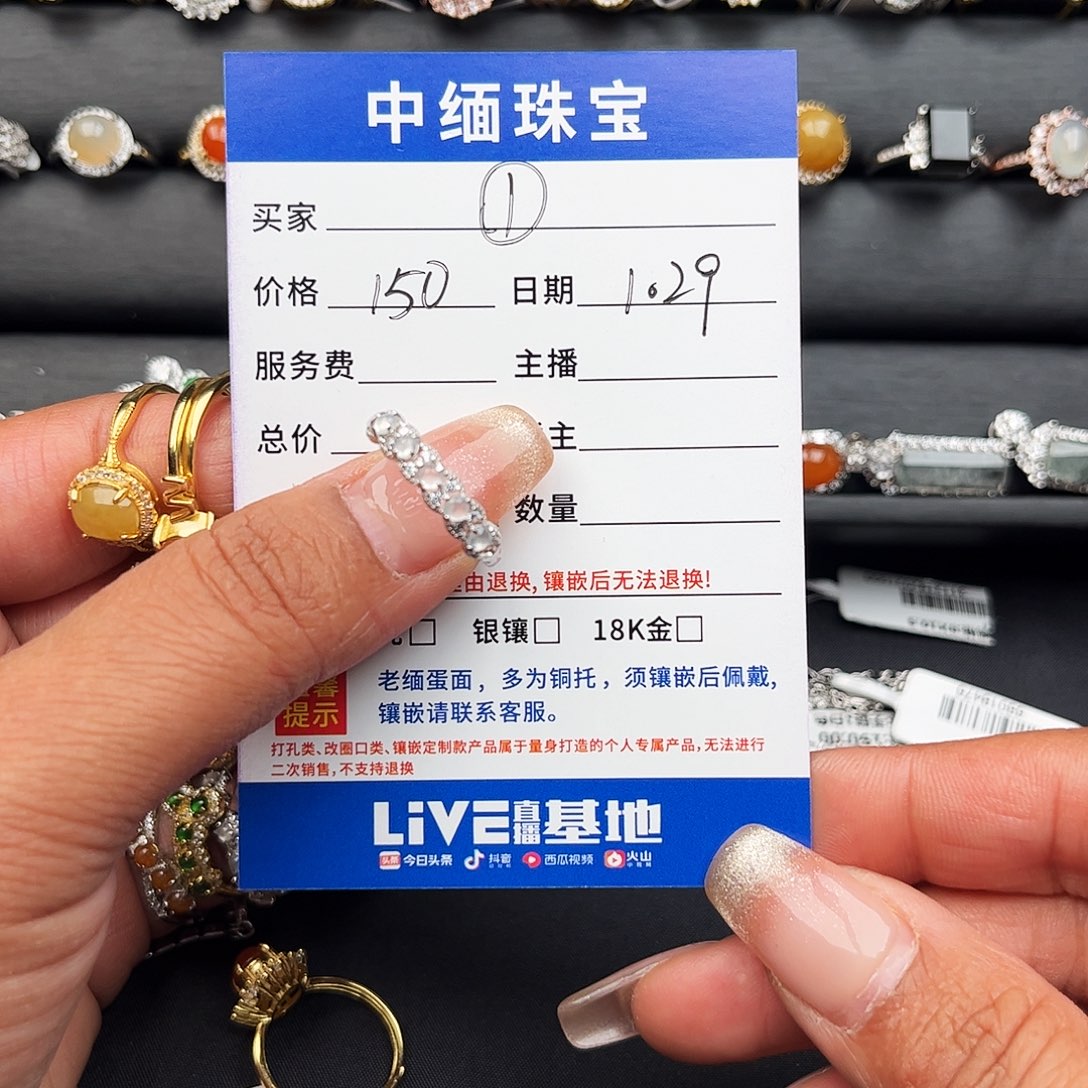 中缅珠宝
买家 ①
价格 150 日期 1.29
服务费 主播
总价 主
数量
由退换,镶嵌后无法退换!
银镶□ 18K金□
提示
老缅蛋面，多为铜托，须镶嵌后佩戴,
镶嵌请联系客服。
打孔类、改圈口类、镶嵌定制款产品属于量身打造的个人专属产品,无法进行
二次销售,不支持退换
LiVE直播基地
头条 今日头条 抖音 西瓜视频 火山